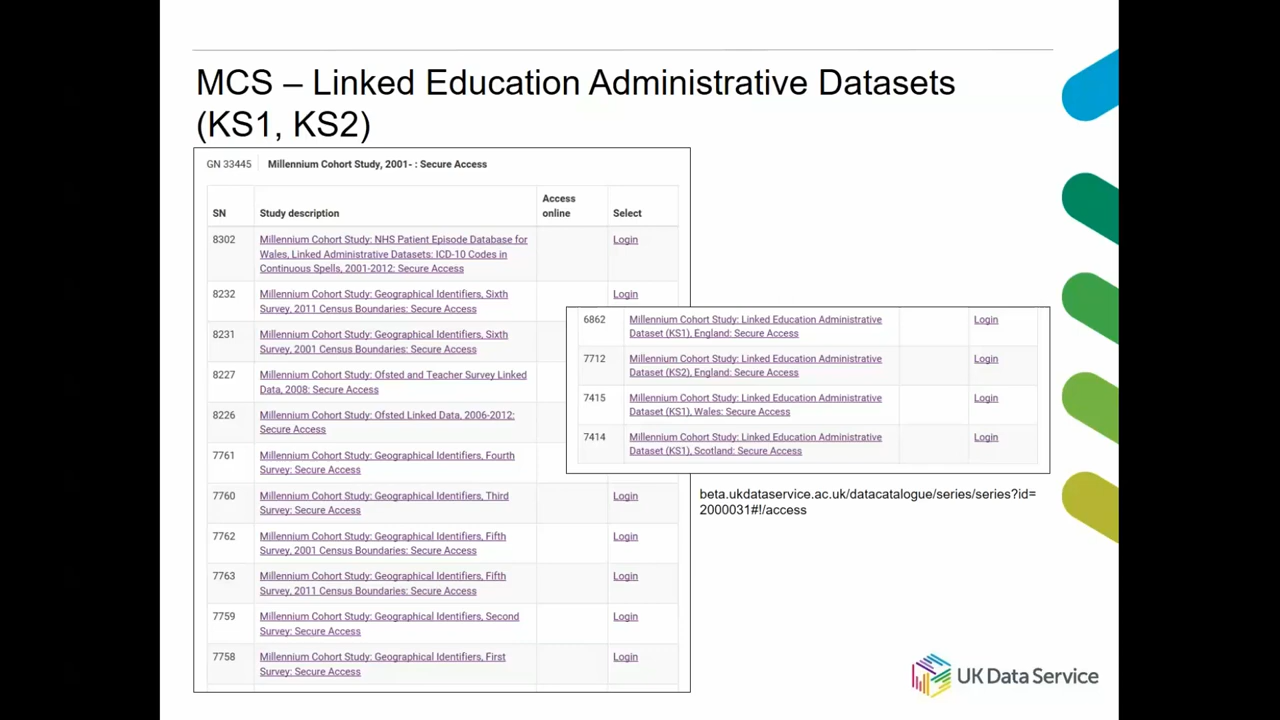 MCS – Linked Education Administrative Datasets
(KS1, KS2)
GN 33445 Millennium Cohort Study, 2001- : Secure Access
SN Study description Access online Select
8302 Millennium Cohort Study: NHS Patient Episode Database for Login
Wales, Linked Administrative Datasets: ICD-10 Codes in
Continuous Spells, 2001-2012: Secure Access
8232 Millennium Cohort Study: Geographical Identifiers, Sixth Login
Survey, 2011 Census Boundaries: Secure Access
8231 Millennium Cohort Study: Geographical Identifiers, Sixth
Survey, 2001 Census Boundaries: Secure Access
8227 Millennium Cohort Study: Ofsted and Teacher Survey Linked
Data, 2008: Secure Access
8226 Millennium Cohort Study: Ofsted Linked Data, 2006-2012:
Secure Access
7761 Millennium Cohort Study: Geographical Identifiers, Fourth
Survey: Secure Access
7760 Millennium Cohort Study: Geographical Identifiers, Third Login
Survey: Secure Access
7762 Millennium Cohort Study: Geographical Identifiers, Fifth Login
Survey, 2001 Census Boundaries: Secure Access
7763 Millennium Cohort Study: Geographical Identifiers, Fifth Login
Survey, 2011 Census Boundaries: Secure Access
7759 Millennium Cohort Study: Geographical Identifiers, Second Login
Survey: Secure Access
7758 Millennium Cohort Study: Geographical Identifiers, First Login
Survey: Secure Access
6862 Millennium Cohort Study: Linked Education Administrative Login
Dataset (KS1), England: Secure Access
7712 Millennium Cohort Study: Linked Education Administrative Login
Dataset (KS2), England: Secure Access
7415 Millennium Cohort Study: Linked Education Administrative Login
Dataset (KS1), Wales: Secure Access
7414 Millennium Cohort Study: Linked Education Administrative Login
Dataset (KS1), Scotland: Secure Access
beta.ukdataservice.ac.uk/datacatalogue/series/series?id=
2000031#!/access
UK Data Service